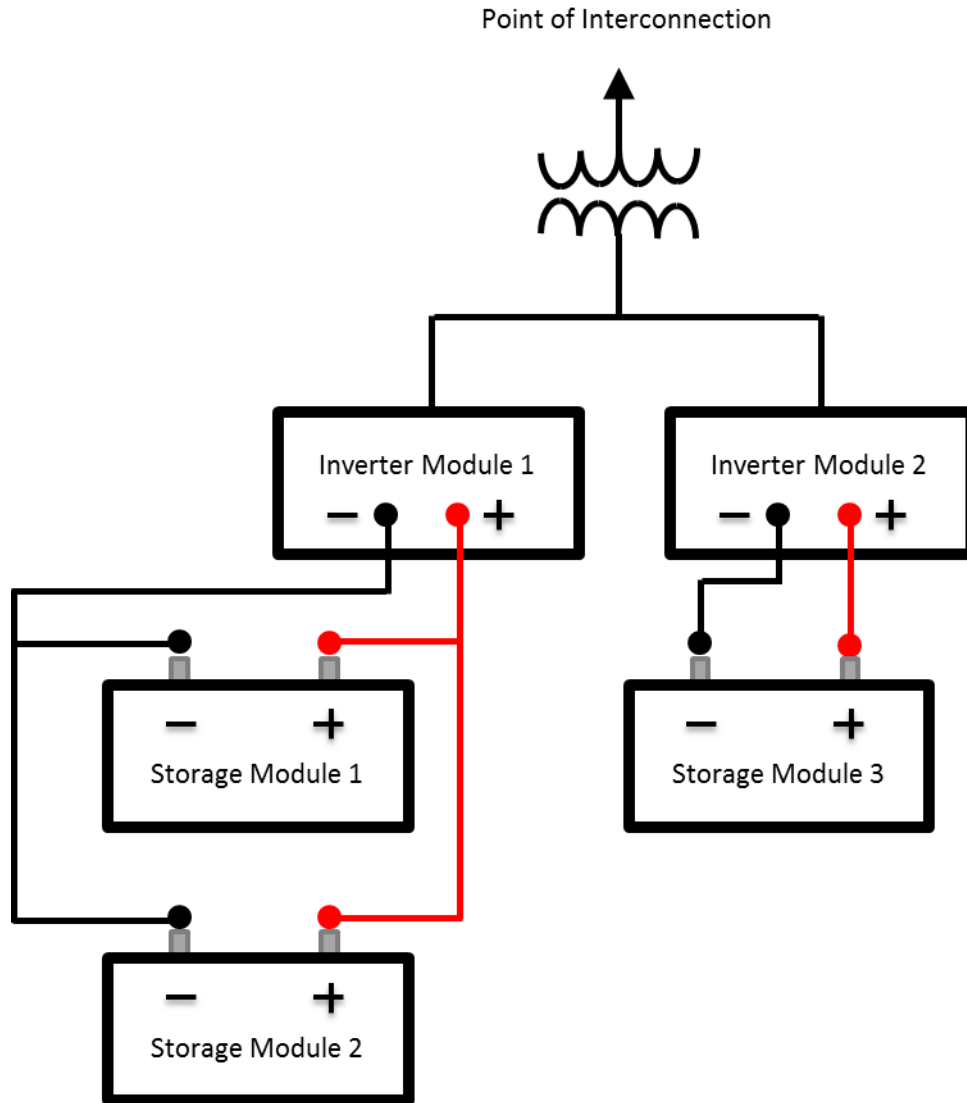 Point of Interconnection
Inverter Module 1
Inverter Module 2
− +
− +
− +
Storage Module 1
− +
Storage Module 3
− +
Storage Module 2